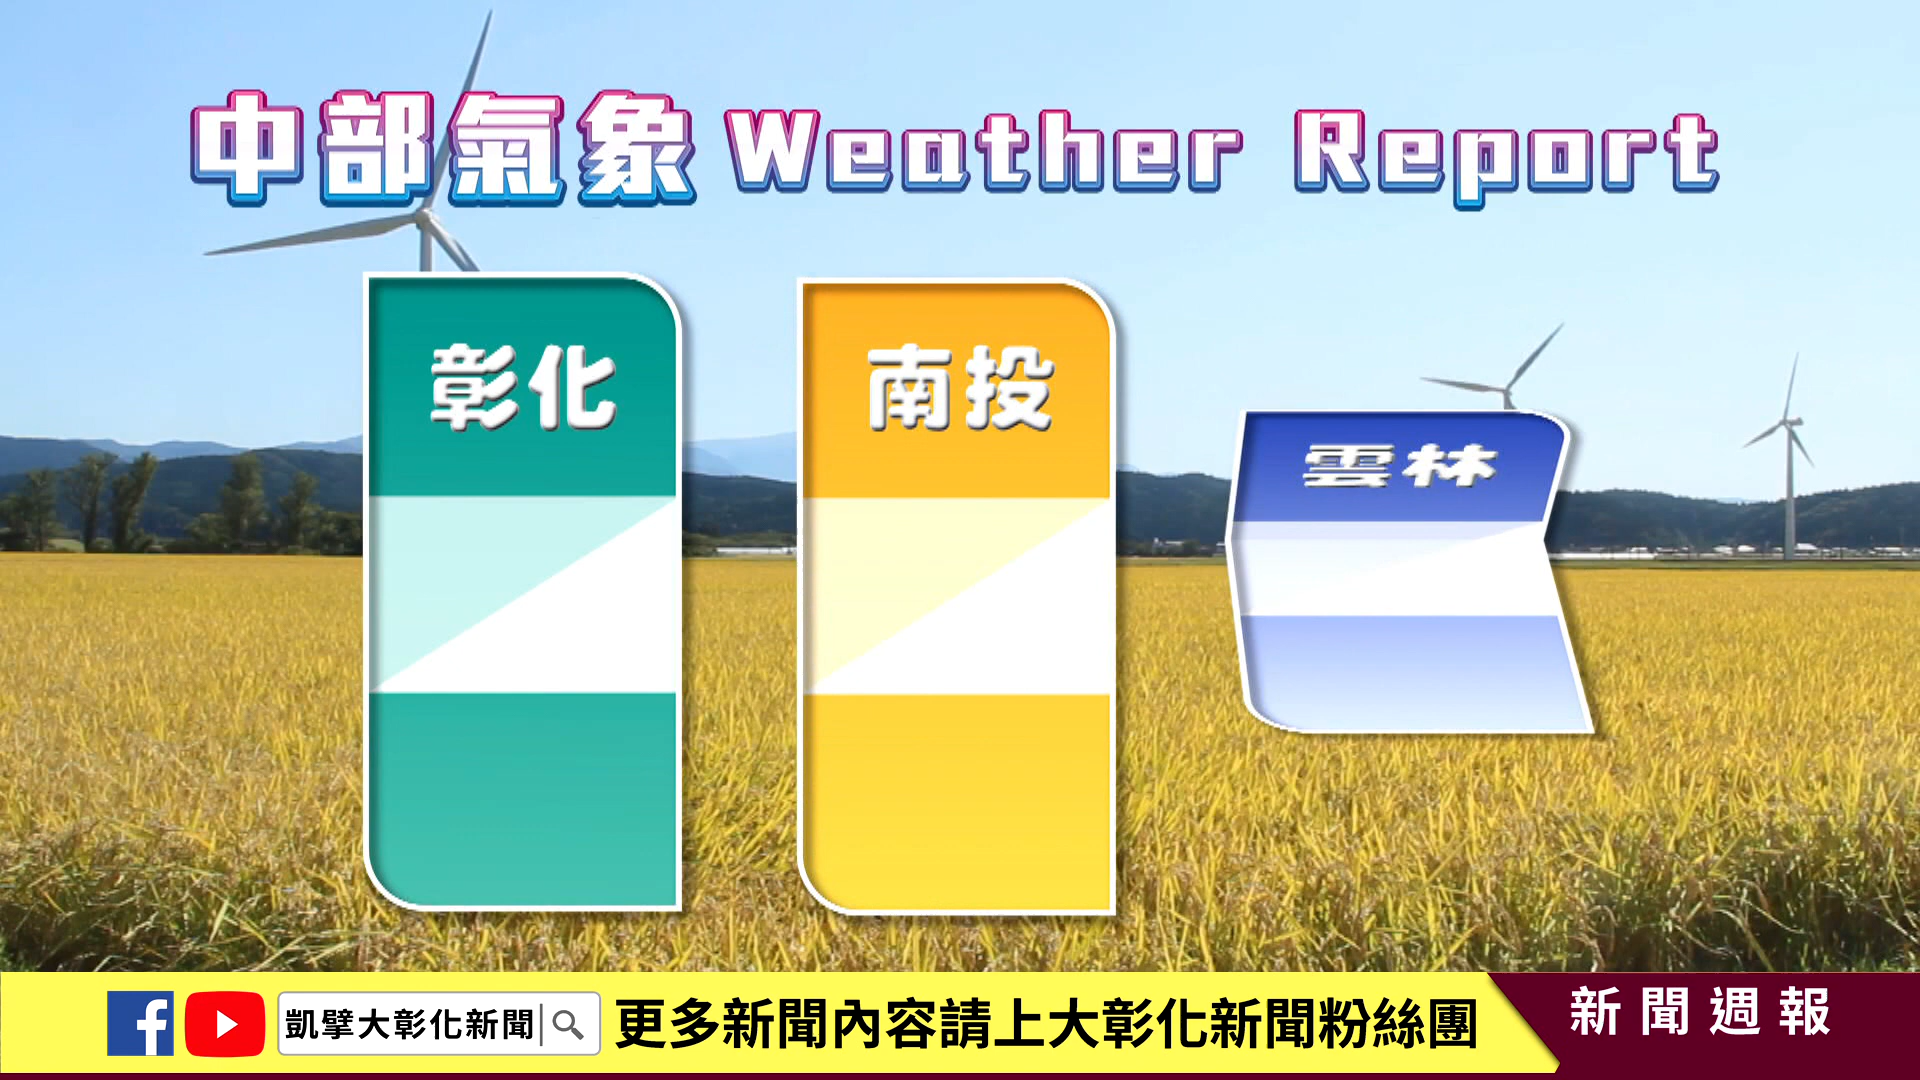 中部氣象 Weather Report
彰化
南投
雲林
凱擘大彰化新聞
更多新聞內容請上大彰化新聞粉絲團
新聞週報